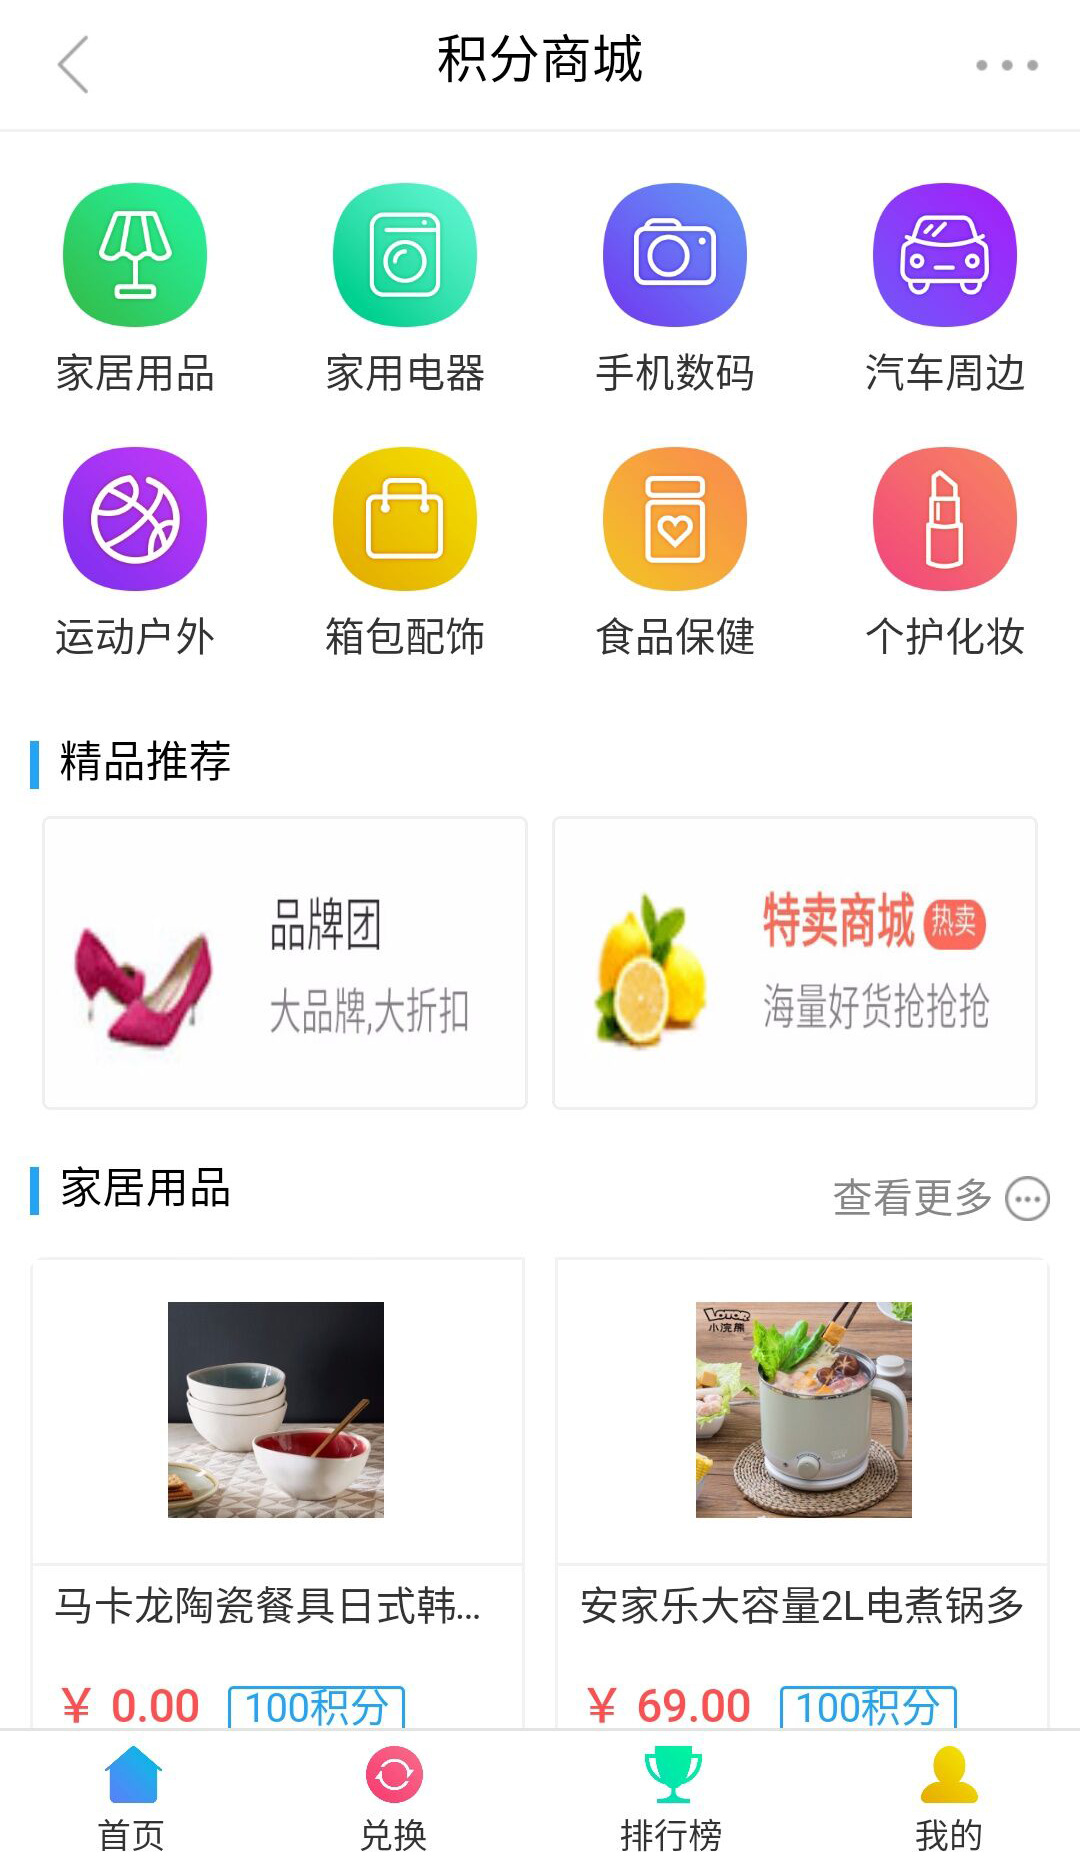 积分商城
家居用品
家用电器
手机数码
汽车周边
运动户外
箱包配饰
食品保健
个护化妆
精品推荐
品牌团
大品牌,大折扣
特卖商城 热卖
海量好货抢抢抢
家居用品
查看更多
LOTOR
小浣熊
马卡龙陶瓷餐具日式韩...
安家乐大容量2L电煮锅多
￥ 0.00 100积分
￥ 69.00 100积分
首页
兑换
排行榜
我的